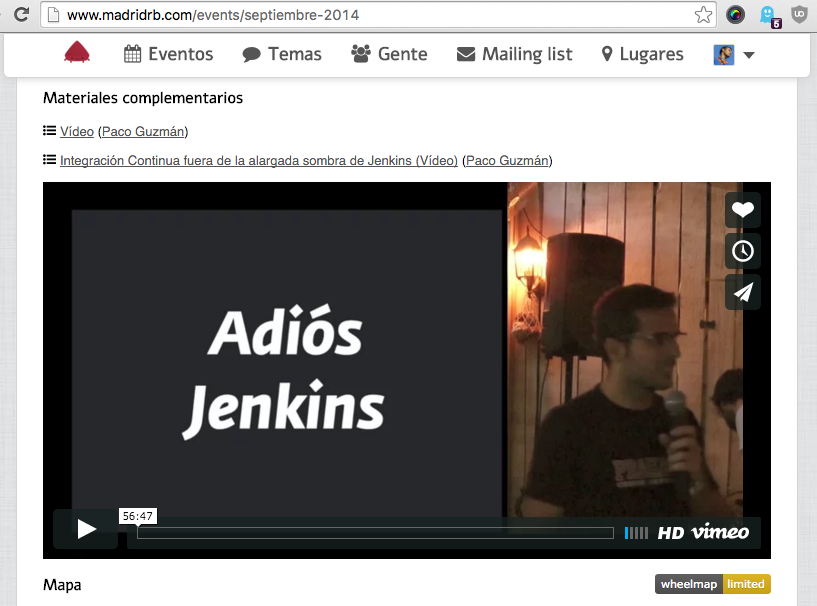 www.madridrb.com/events/septiembre-2014
5
Eventos Temas Gente Mailing list Lugares
Materiales complementarios
Vídeo (Paco Guzmán)
Integración Continua fuera de la alargada sombra de Jenkins (Vídeo) (Paco Guzmán)
Adiós
Jenkins
56:47
HD vimeo
Mapa
wheelmap limited